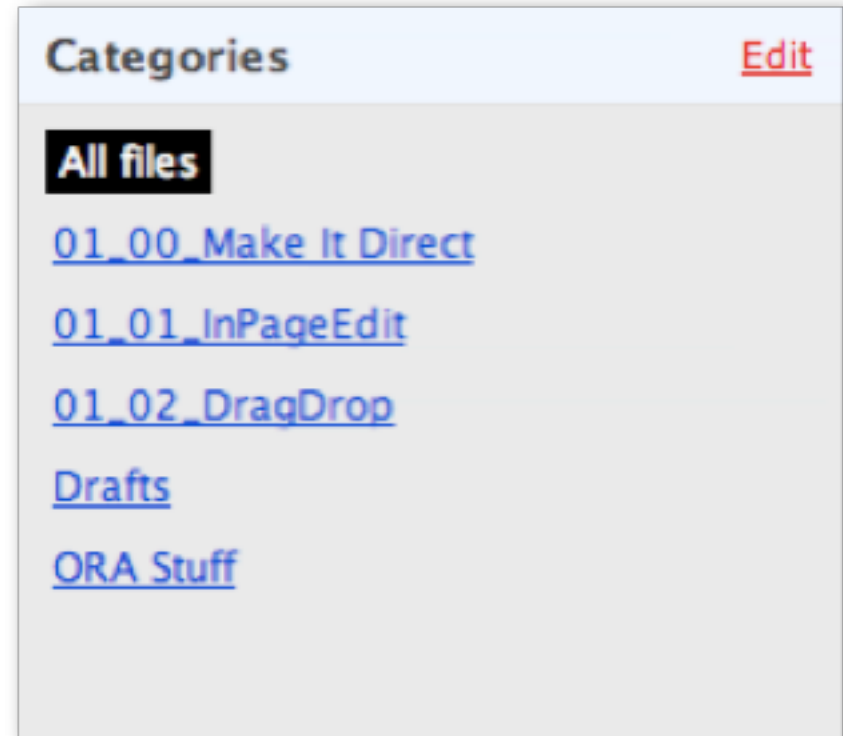 Categories Edit
All files
01_00_Make It Direct
01_01_InPageEdit
01_02_DragDrop
Drafts
ORA Stuff